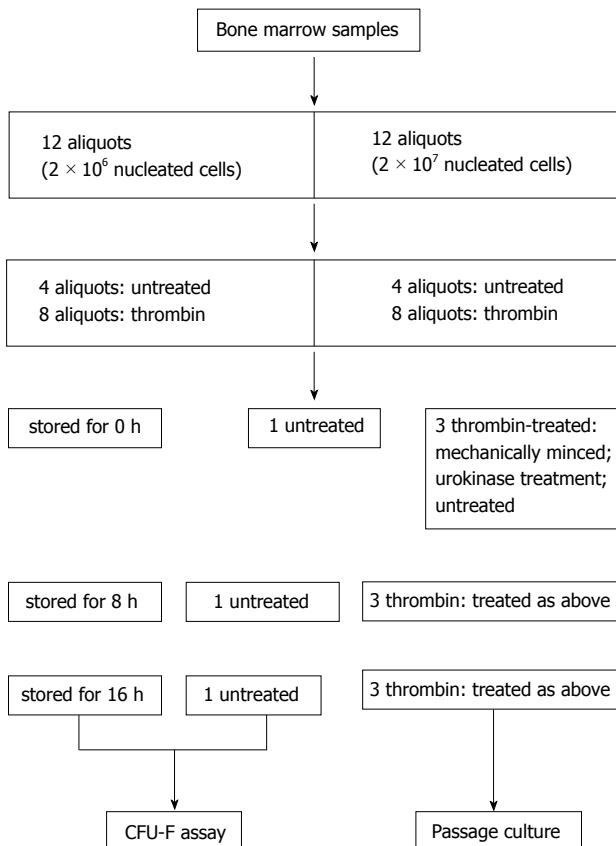 Bone marrow samples
12 aliquots
(2 × 10⁶ nucleated cells)
12 aliquots
(2 × 10⁷ nucleated cells)
4 aliquots: untreated
8 aliquots: thrombin
4 aliquots: untreated
8 aliquots: thrombin
stored for 0 h
1 untreated
3 thrombin-treated:
mechanically minced;
urokinase treatment;
untreated
stored for 8 h
1 untreated
3 thrombin: treated as above
stored for 16 h
1 untreated
3 thrombin: treated as above
CFU-F assay
Passage culture